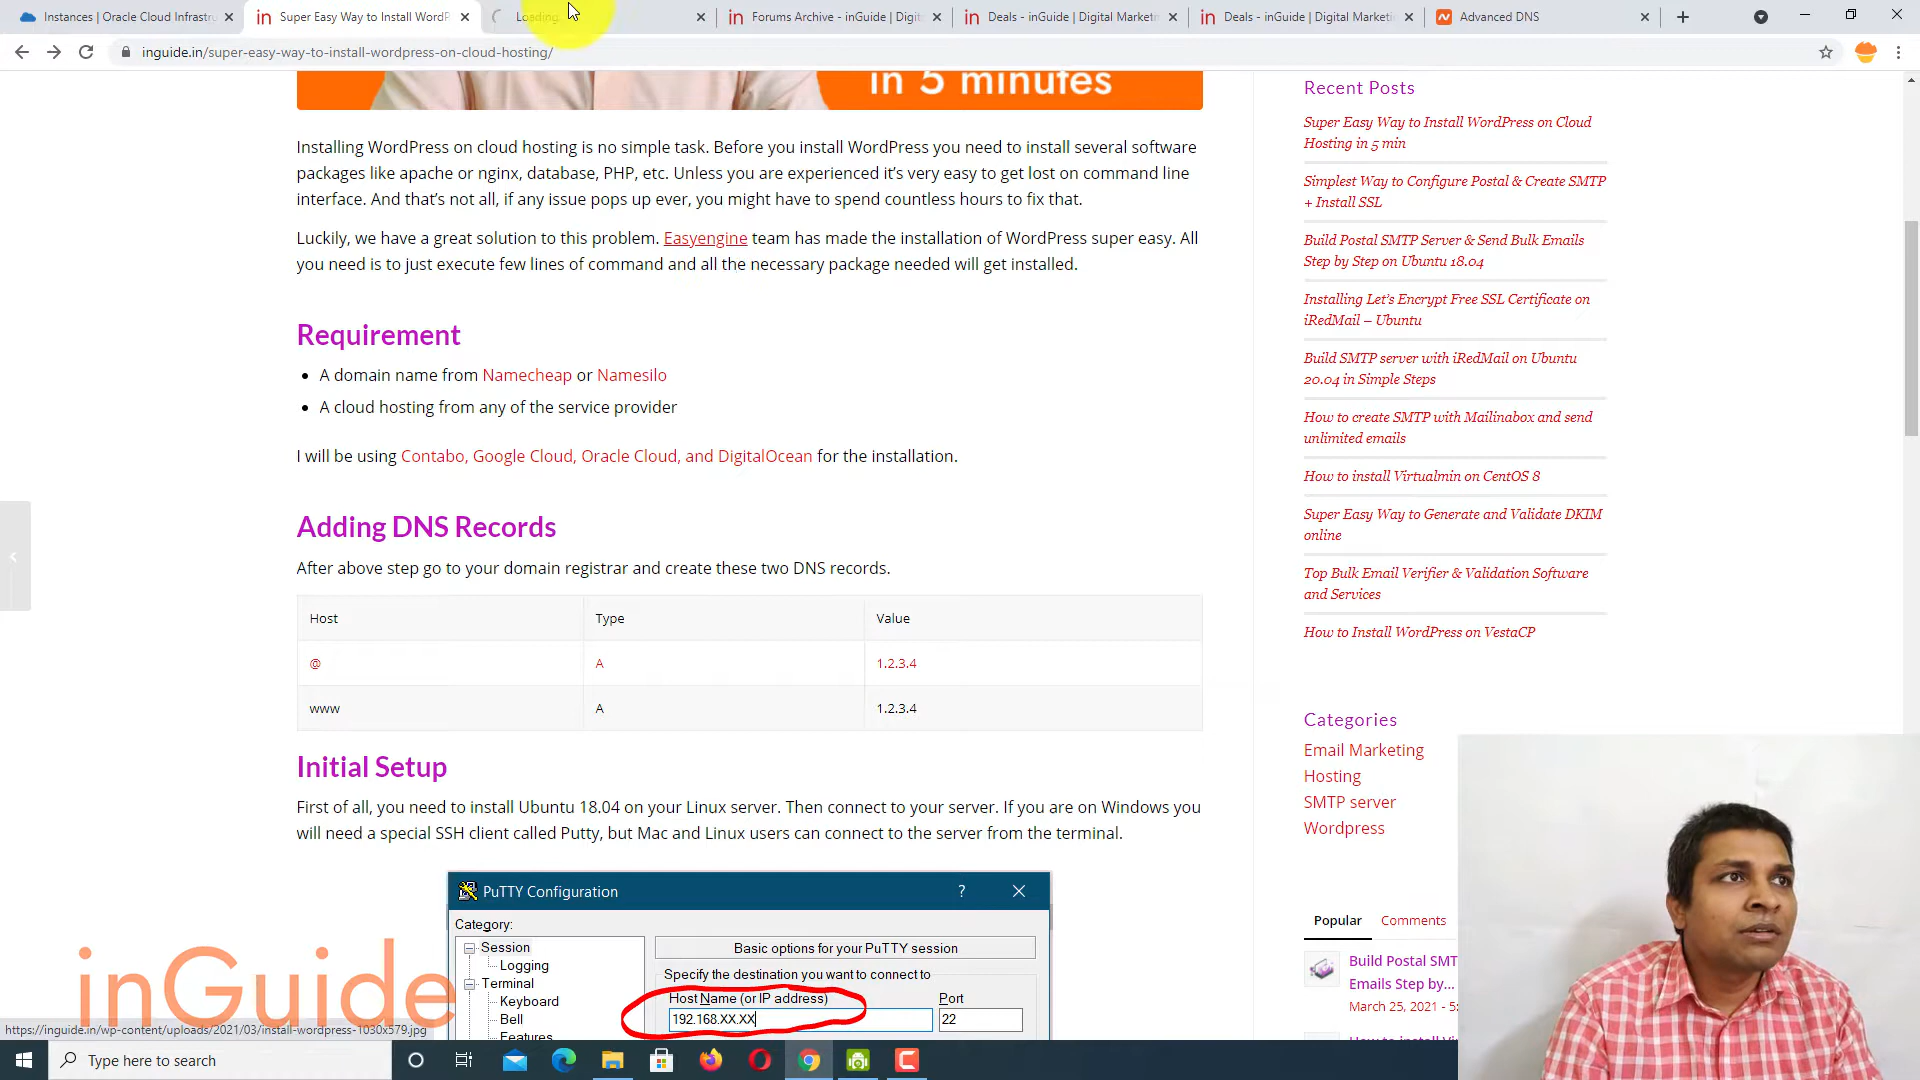 Instances | Oracle Cloud Infrastru
Super Easy Way to Install WordP
Loading...
Forums Archive - inGuide | Digit
Deals - inGuide | Digital Marketin
Deals - inGuide | Digital Marketin
Advanced DNS
inguide.in/super-easy-way-to-install-wordpress-on-cloud-hosting/
in 5 minutes
Installing WordPress on cloud hosting is no simple task. Before you install WordPress you need to install several software
packages like apache or nginx, database, PHP, etc. Unless you are experienced it's very easy to get lost on command line
interface. And that's not all, if any issue pops up ever, you might have to spend countless hours to fix that.
Luckily, we have a great solution to this problem. Easyengine team has made the installation of WordPress super easy. All
you need is to just execute few lines of command and all the necessary package needed will get installed.
Requirement
• A domain name from Namecheap or Namesilo
• A cloud hosting from any of the service provider
I will be using Contabo, Google Cloud, Oracle Cloud, and DigitalOcean for the installation.
Adding DNS Records
After above step go to your domain registrar and create these two DNS records.
Host Type Value
@ A 1.2.3.4
www A 1.2.3.4
Initial Setup
First of all, you need to install Ubuntu 18.04 on your Linux server. Then connect to your server. If you are on Windows you
will need a special SSH client called Putty, but Mac and Linux users can connect to the server from the terminal.
PuTTY Configuration ?
Category:
Session
Logging
Terminal
Keyboard
Bell
Features
Basic options for your PuTTY session
Specify the destination you want to connect to
Host Name (or IP address) Port
192.168.XX.XX 22
Recent Posts
Super Easy Way to Install WordPress on Cloud
Hosting in 5 min
Simplest Way to Configure Postal & Create SMTP
+ Install SSL
Build Postal SMTP Server & Send Bulk Emails
Step by Step on Ubuntu 18.04
Installing Let's Encrypt Free SSL Certificate on
iRedMail – Ubuntu
Build SMTP server with iRedMail on Ubuntu
20.04 in Simple Steps
How to create SMTP with Mailinabox and send
unlimited emails
How to install Virtualmin on CentOS 8
Super Easy Way to Generate and Validate DKIM
online
Top Bulk Email Verifier & Validation Software
and Services
How to Install WordPress on VestaCP
Categories
Email Marketing
Hosting
SMTP server
Wordpress
Popular Comments
Build Postal SMT
Emails Step by...
March 25, 2021 - 5
inGuide
https://inguide.in/wp-content/uploads/2021/03/install-wordpress-1030x579.jpg
Type here to search